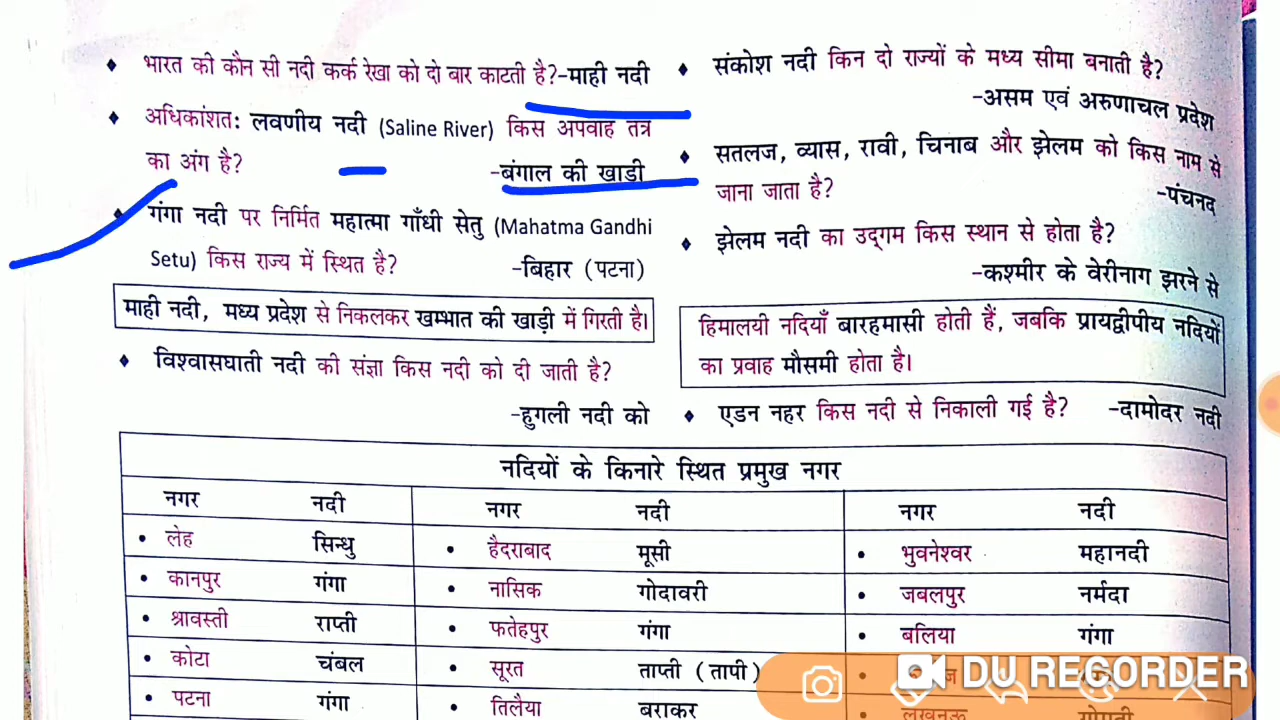 ♦ भारत की कौन सी नदी कर्क रेखा को दो बार काटती है?-माही नदी
♦ अधिकांशत: लवणीय नदी (Saline River) किस अपवाह तंत्र
का अंग है?
-बंगाल की खाड़ी
♦ गंगा नदी पर निर्मित महात्मा गाँधी सेतु (Mahatma Gandhi
Setu) किस राज्य में स्थित है? -बिहार (पटना)
माही नदी, मध्य प्रदेश से निकलकर खम्भात की खाड़ी में गिरती है।
♦ विश्वासघाती नदी की संज्ञा किस नदी को दी जाती है?
-हुगली नदी को
♦ संकोश नदी किन दो राज्यों के मध्य सीमा बनाती है?
-असम एवं अरुणाचल प्रदेश
♦ सतलज, व्यास, रावी, चिनाब और झेलम को किस नाम से
जाना जाता है? -पंचनद
♦ झेलम नदी का उद्गम किस स्थान से होता है?
-कश्मीर के वेरीनाग झरने से
हिमालयी नदियाँ बारहमासी होती हैं, जबकि प्रायद्वीपीय नदियों
का प्रवाह मौसमी होता है।
♦ एडन नहर किस नदी से निकाली गई है? -दामोदर नदी
नदियों के किनारे स्थित प्रमुख नगर
नगर नदी नगर नदी नगर नदी
• लेह सिन्धु • हैदराबाद मूसी • भुवनेश्वर महानदी
• कानपुर गंगा • नासिक गोदावरी • जबलपुर नर्मदा
• श्रावस्ती राप्ती • फतेहपुर गंगा • बलिया गंगा
• कोटा चंबल • सूरत ताप्ती (तापी) •
• पटना गंगा • तिलैया बराकर • लखनऊ गोमती
DU RECORDER